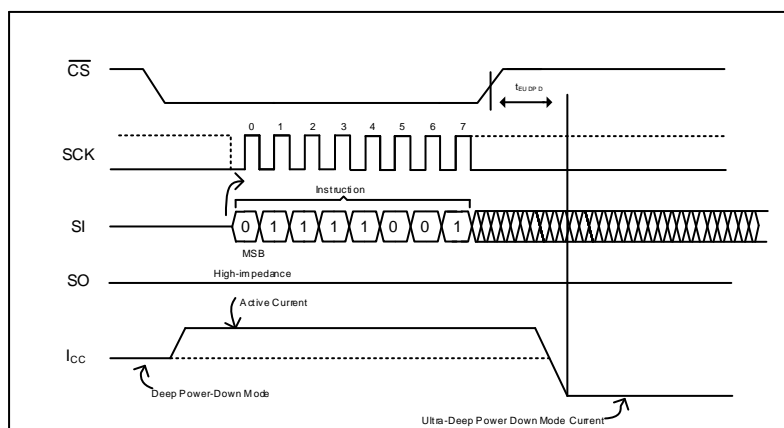 CS
tEUDPD
0 1 2 3 4 5 6 7
SCK
Instruction
SI
0 1 1 1 1 0 0 1
MSB
SO
High-impedance
Active Current
ICC
Deep Power-Down Mode
Ultra-Deep Power Down Mode Current